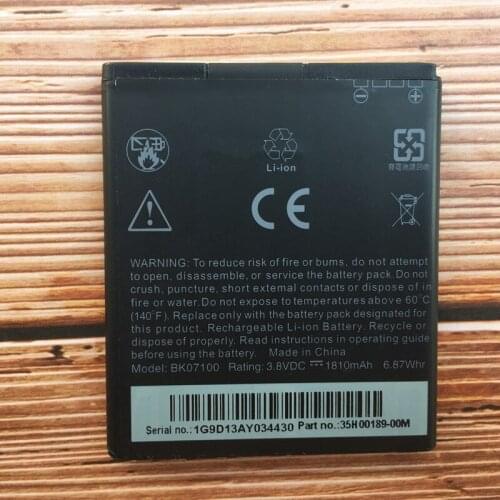 Li-ion
CE
WARNING: To reduce risk of fire or burns, do not attempt
to open, disassemble, or service the battery pack. Do not
crush, puncture, short external contacts or dispose of in
fire or water. Do not expose to temperatures above 60°C
(140°F). Replace only with the battery pack designated for
this product. Rechargeable Li-ion Battery. Recycle or
dispose of properly. Read instructions in operating guide
before using battery.
Made in China
Model: BK07100 Rating: 3.8VDC 1810mAh 6.87Whr
Serial no.:1G9D13AY034430 Part no.:35H00189-00M